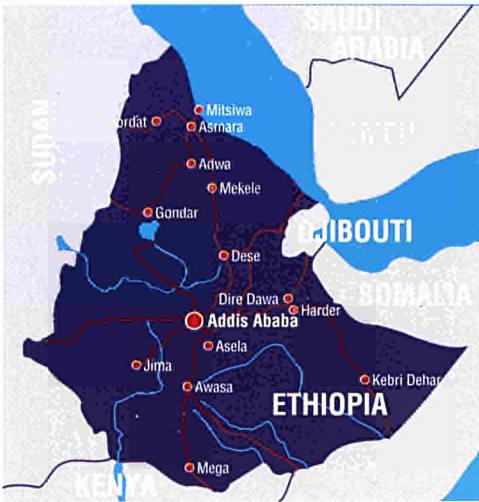 SAUDI
ARABIA
Mitsiwa
Asmara
SUDAN
Adwa
Mekele
Gondar
DJIBOUTI
Dese
SOMALIA
Dire Dawa
Harder
Addis Ababa
Asela
Jima
Kebri Dehar
Awasa
ETHIOPIA
Mega
KENYA